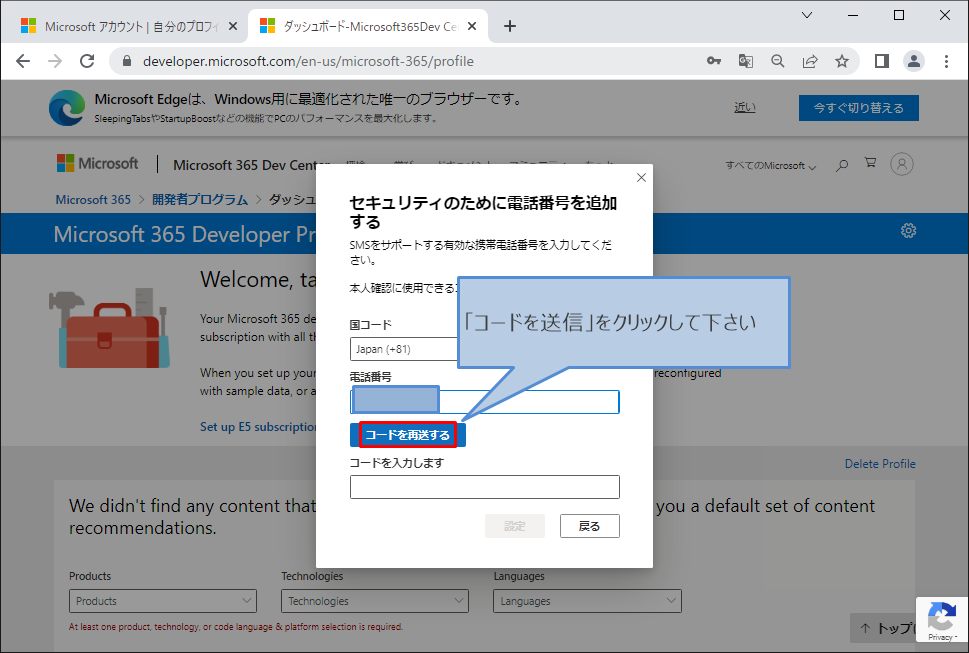 Microsoft アカウント | 自分のプロフィ
ダッシュボード-Microsoft365Dev Ce
developer.microsoft.com/en-us/microsoft-365/profile
Microsoft Edgeは、Windows用に最適化された唯一のブラウザーです。
SleepingTabsやStartupBoostなどの機能でPCのパフォーマンスを最大化します。
近い
今すぐ切り替える
Microsoft
Microsoft 365 Dev Center
すべてのMicrosoft
Microsoft 365 > 開発者プログラム > ダッシュ
Microsoft 365 Developer Pr
Welcome, ta
Your Microsoft 365 de
subscription with all th
When you set up your
reconfigured
with sample data, or a
Set up E5 subscription
セキュリティのために電話番号を追加
する
SMSをサポートする有効な携帯電話番号を入力してくだ
さい。
本人確認に使用できる
「コードを送信」をクリックして下さい
国コード
Japan (+81)
電話番号
コードを再送する
コードを入力します
設定
戻る
Delete Profile
We didn't find any content that
you a default set of content
recommendations.
Products
Technologies
Languages
Products
Technologies
Languages
At least one product, technology, or code language & platform selection is required.
↑ トップに
Privacy -